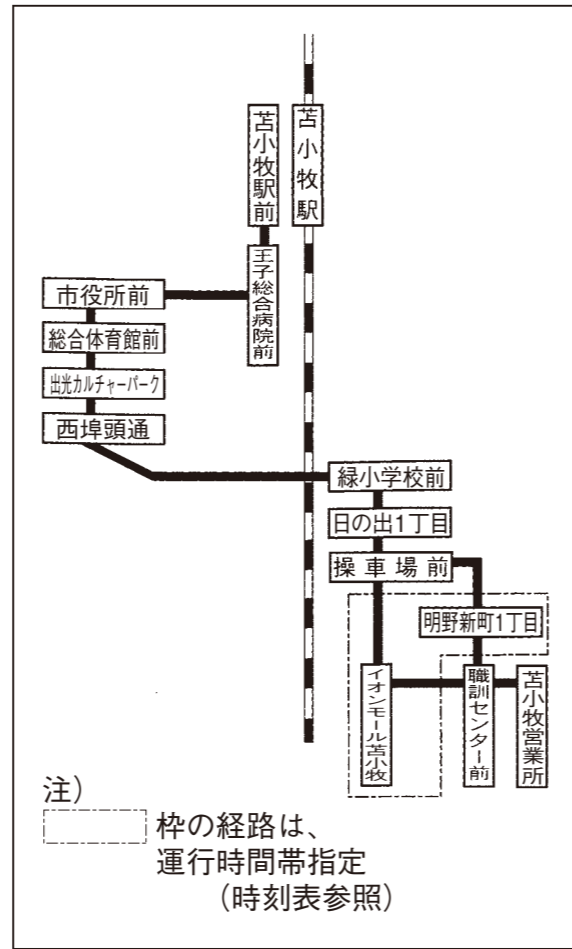 苫小牧駅前
苫小牧駅
王子総合病院前
市役所前
総合体育館前
出光カルチャーパーク
西埠頭通
緑小学校前
日の出1丁目
操車場前
明野新町1丁目
イオンモール苫小牧
職訓センター前
苫小牧営業所
注)
枠の経路は、
運行時間帯指定
(時刻表参照)